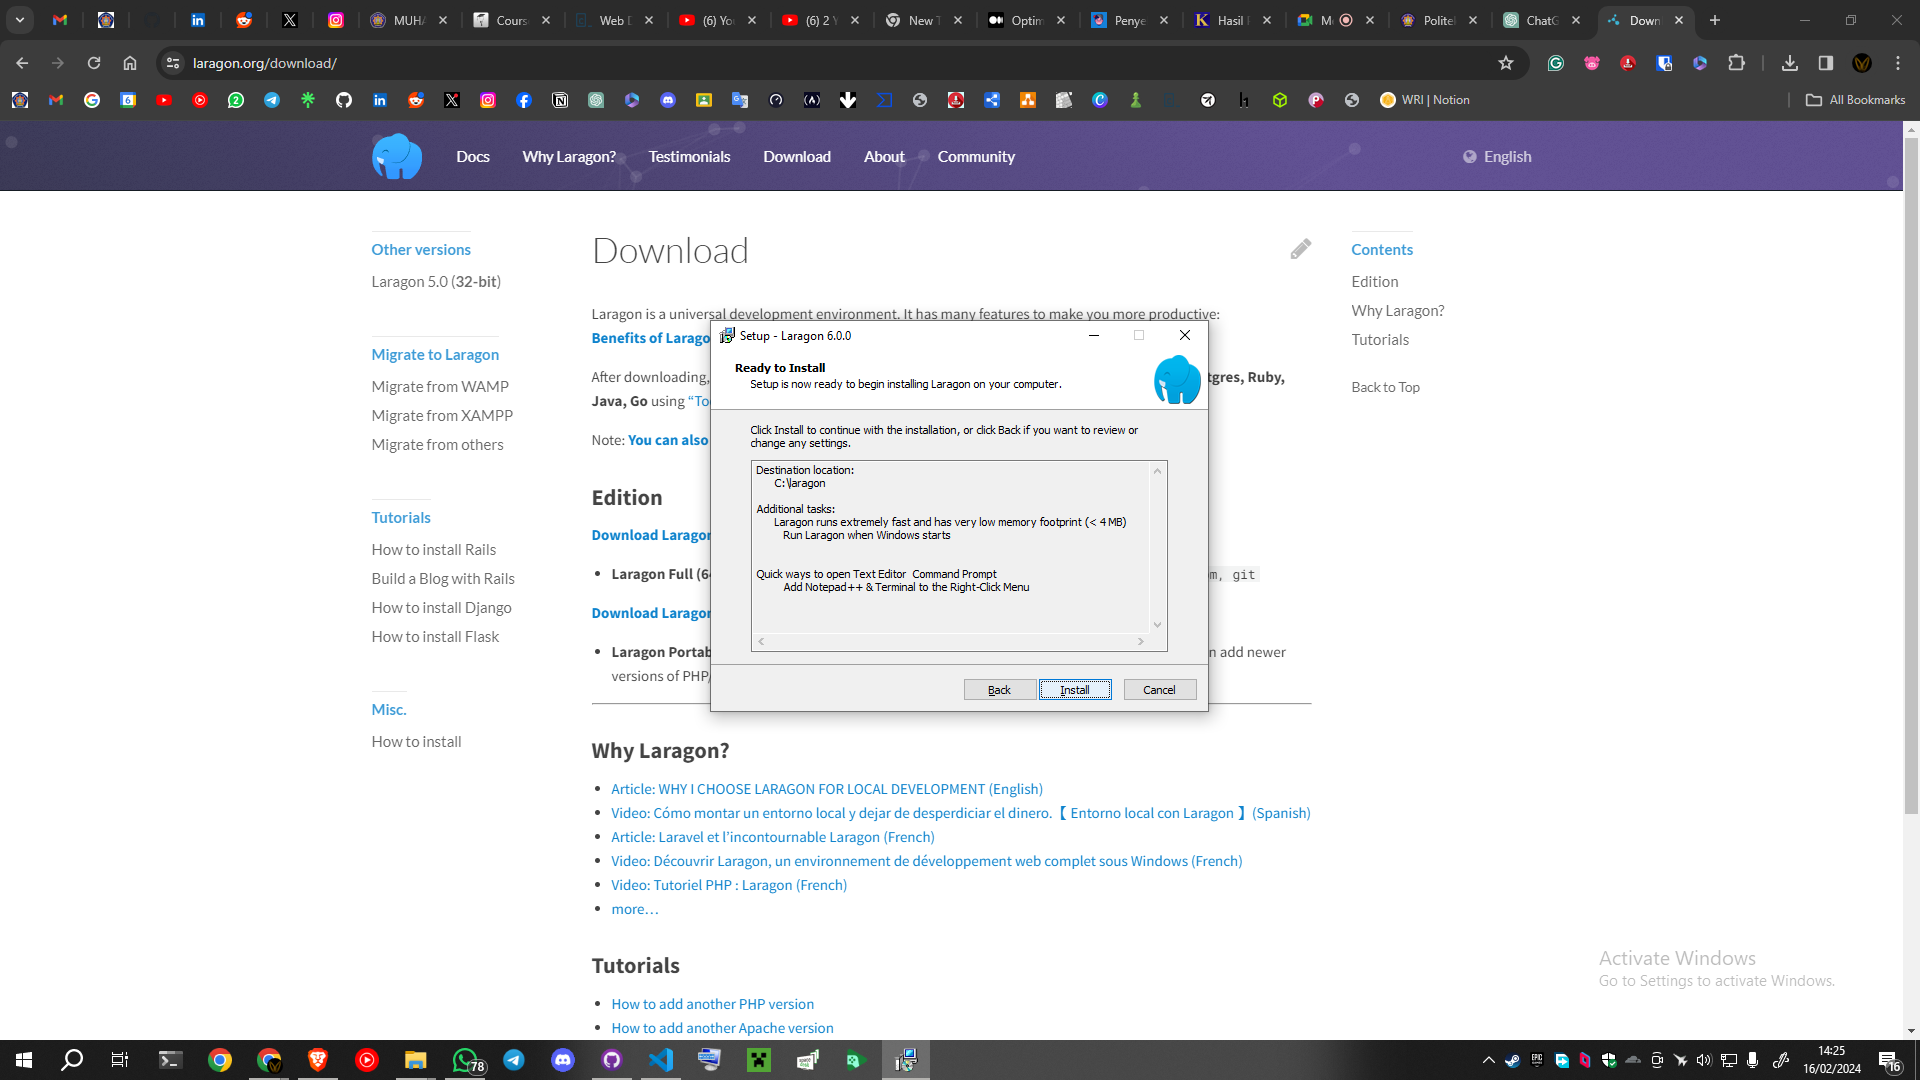 MUHA
Cours
Web D
(6) Yo
(6) 2 Y
New T
Optim
Penye
Hasil
M
Polite
ChatG
Down
laragon.org/download/
WRI | Notion
All Bookmarks
Docs
Why Laragon?
Testimonials
Download
About
Community
English
Other versions
Laragon 5.0 (32-bit)
Migrate to Laragon
Migrate from WAMP
Migrate from XAMPP
Migrate from others
Tutorials
How to install Rails
Build a Blog with Rails
How to install Django
How to install Flask
Misc.
How to install
Download
Laragon is a universal development environment. It has many features to make you more productive:
Benefits of Larago
After downloading,
tgres, Ruby,
Java, Go using “To
Note: You can also
Edition
Download Laragon
Laragon Full (64
m, git
Download Laragon
Laragon Portab
n add newer
versions of PHP,
Setup - Laragon 6.0.0
Ready to Install
Setup is now ready to begin installing Laragon on your computer.
Click Install to continue with the installation, or click Back if you want to review or
change any settings.
Destination location:
C:\laragon
Additional tasks:
Laragon runs extremely fast and has very low memory footprint (< 4 MB)
Run Laragon when Windows starts
Quick ways to open Text Editor  Command Prompt
Add Notepad++ & Terminal to the Right-Click Menu
Back
Install
Cancel
Why Laragon?
Article: WHY I CHOOSE LARAGON FOR LOCAL DEVELOPMENT (English)
Video: Cómo montar un entorno local y dejar de desperdiciar el dinero.【 Entorno local con Laragon 】(Spanish)
Article: Laravel et l’incontournable Laragon (French)
Video: Découvrir Laragon, un environnement de développement web complet sous Windows (French)
Video: Tutoriel PHP : Laragon (French)
more…
Tutorials
How to add another PHP version
How to add another Apache version
Contents
Edition
Why Laragon?
Tutorials
Back to Top
Activate Windows
Go to Settings to activate Windows.
78
14:25
16/02/2024
16